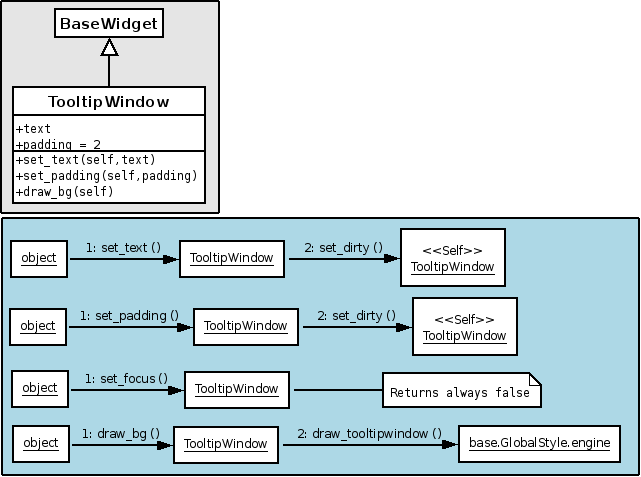 BaseWidget
TooltipWindow
+text
+padding = 2
+set_text(self,text)
+set_padding(self,padding)
+draw_bg(self)
object
1: set_text ()
TooltipWindow
2: set_dirty ()
<<Self>>
TooltipWindow
object
1: set_padding ()
TooltipWindow
2: set_dirty ()
<<Self>>
TooltipWindow
object
1: set_focus ()
TooltipWindow
Returns always false
object
1: draw_bg ()
TooltipWindow
2: draw_tooltipwindow ()
base.GlobalStyle.engine